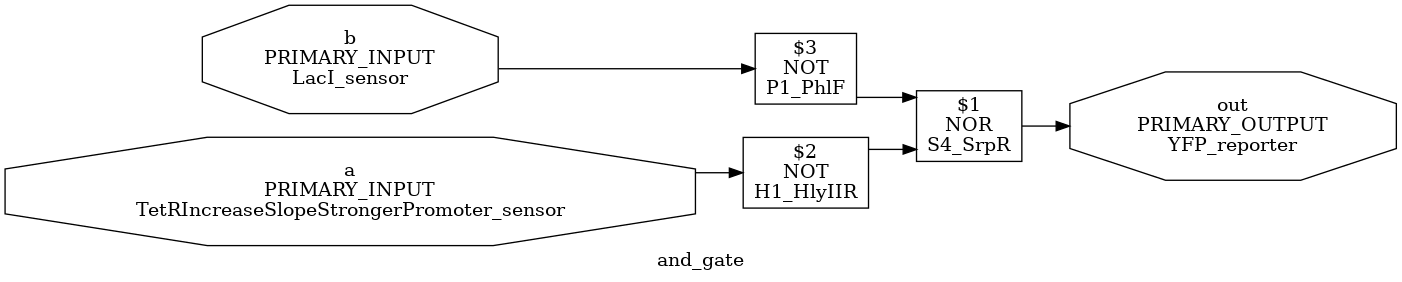 b
PRIMARY_INPUT
LacI_sensor
$3
NOT
P1_PhlF
$1
NOR
S4_SrpR
out
PRIMARY_OUTPUT
YFP_reporter
a
PRIMARY_INPUT
TetRIncreaseSlopeStrongerPromoter_sensor
$2
NOT
H1_HlyIIR
and_gate